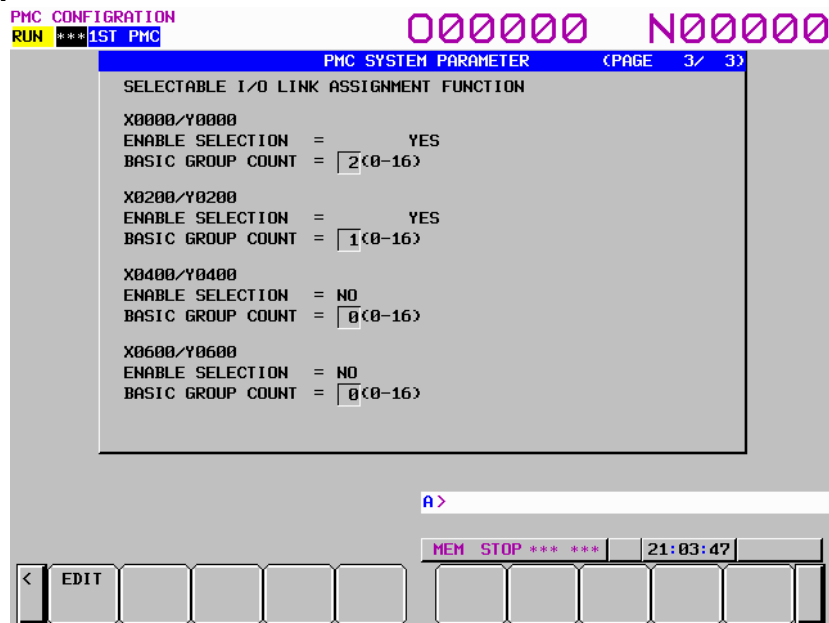 PMC CONFIGRATION
O00000 N00000
RUN ***1ST PMC
PMC SYSTEM PARAMETER (PAGE 3/ 3)
SELECTABLE I/O LINK ASSIGNMENT FUNCTION
X0000/Y0000
ENABLE SELECTION = YES
BASIC GROUP COUNT = 2(0-16)
X0200/Y0200
ENABLE SELECTION = YES
BASIC GROUP COUNT = 1(0-16)
X0400/Y0400
ENABLE SELECTION = NO
BASIC GROUP COUNT = 0(0-16)
X0600/Y0600
ENABLE SELECTION = NO
BASIC GROUP COUNT = 0(0-16)
A>
MEM STOP *** *** 21:03:47
< EDIT